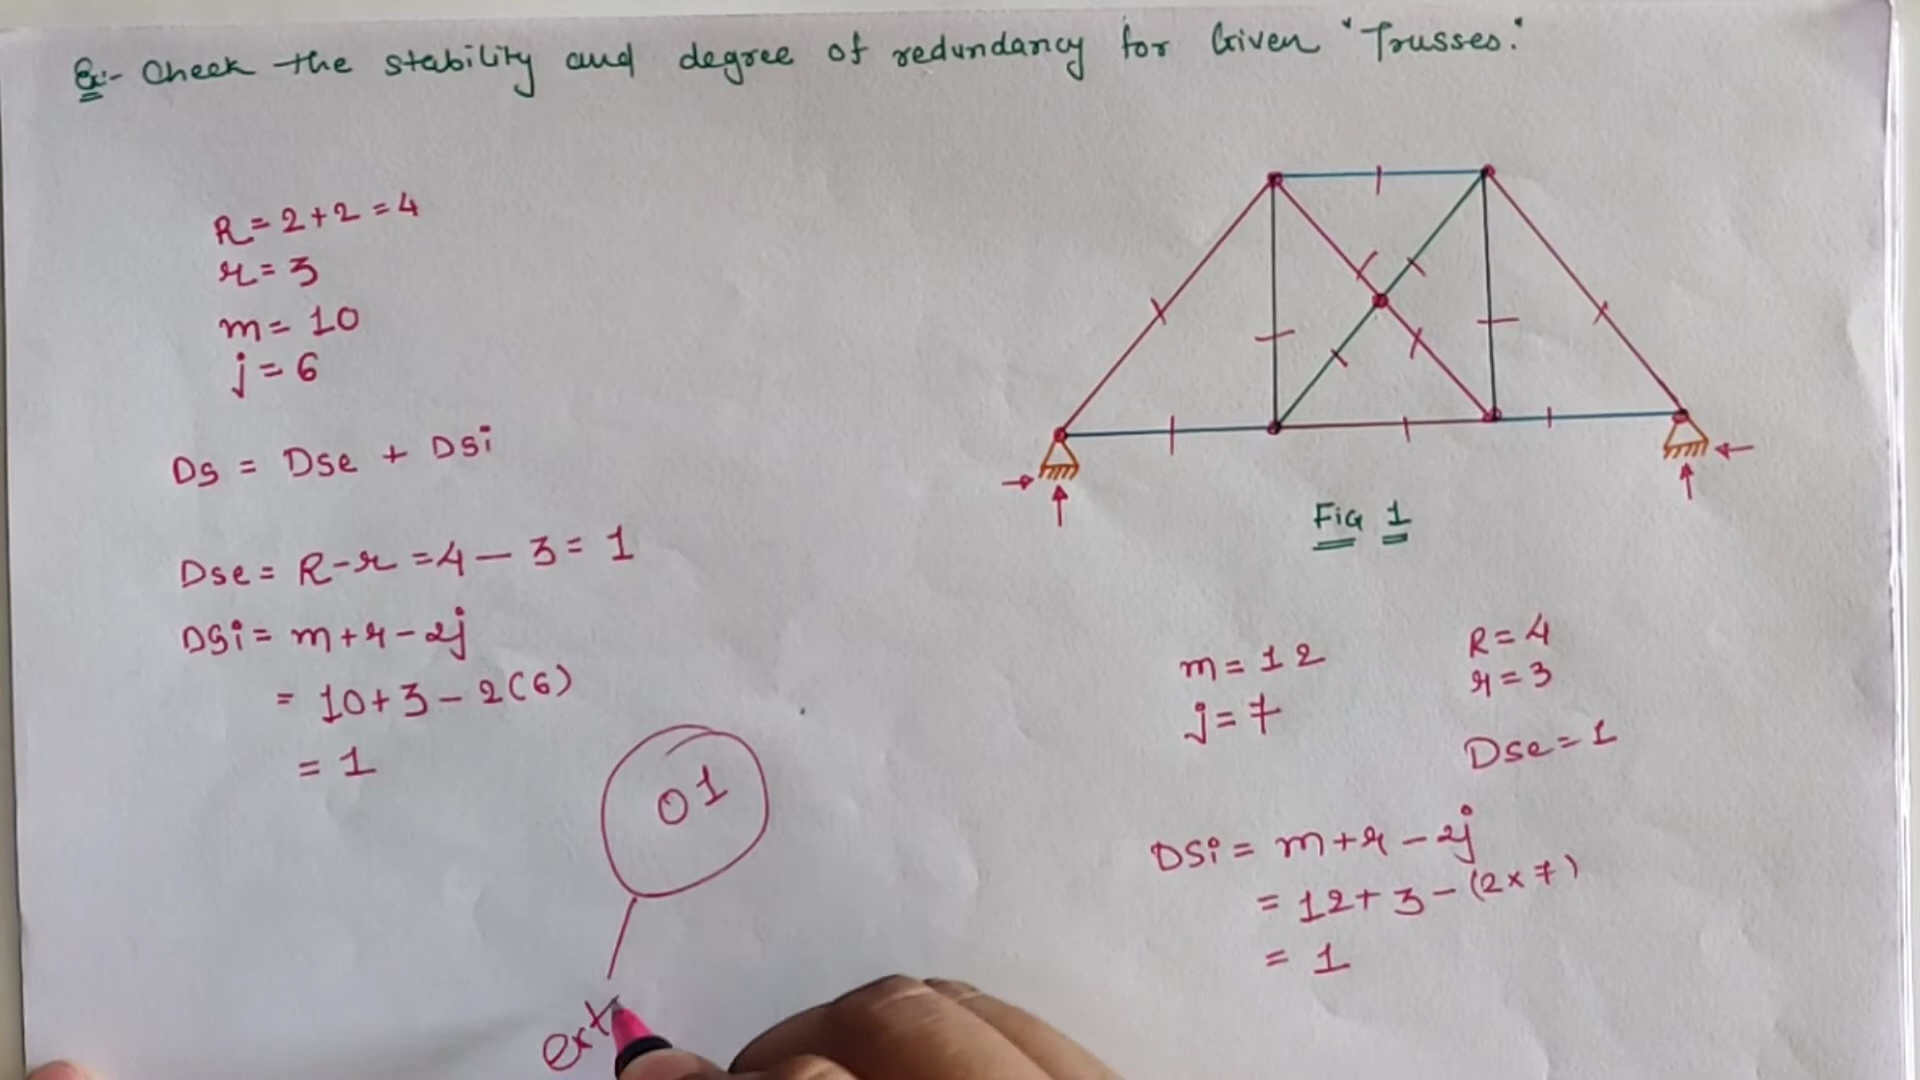 Ex:- Check the stability and degree of redundancy for Given "Trusses."
R = 2+2 = 4
r = 3
m = 10
j = 6
Ds = Dse + Dsi
Dse = R-r = 4 - 3 = 1
Dsi = m+r-2j
= 10+3-2(6)
= 1
01
ext
Fig 1
m = 12
j = 7
R = 4
r = 3
Dse = 1
Dsi = m+r-2j
= 12+3-(2x7)
= 1